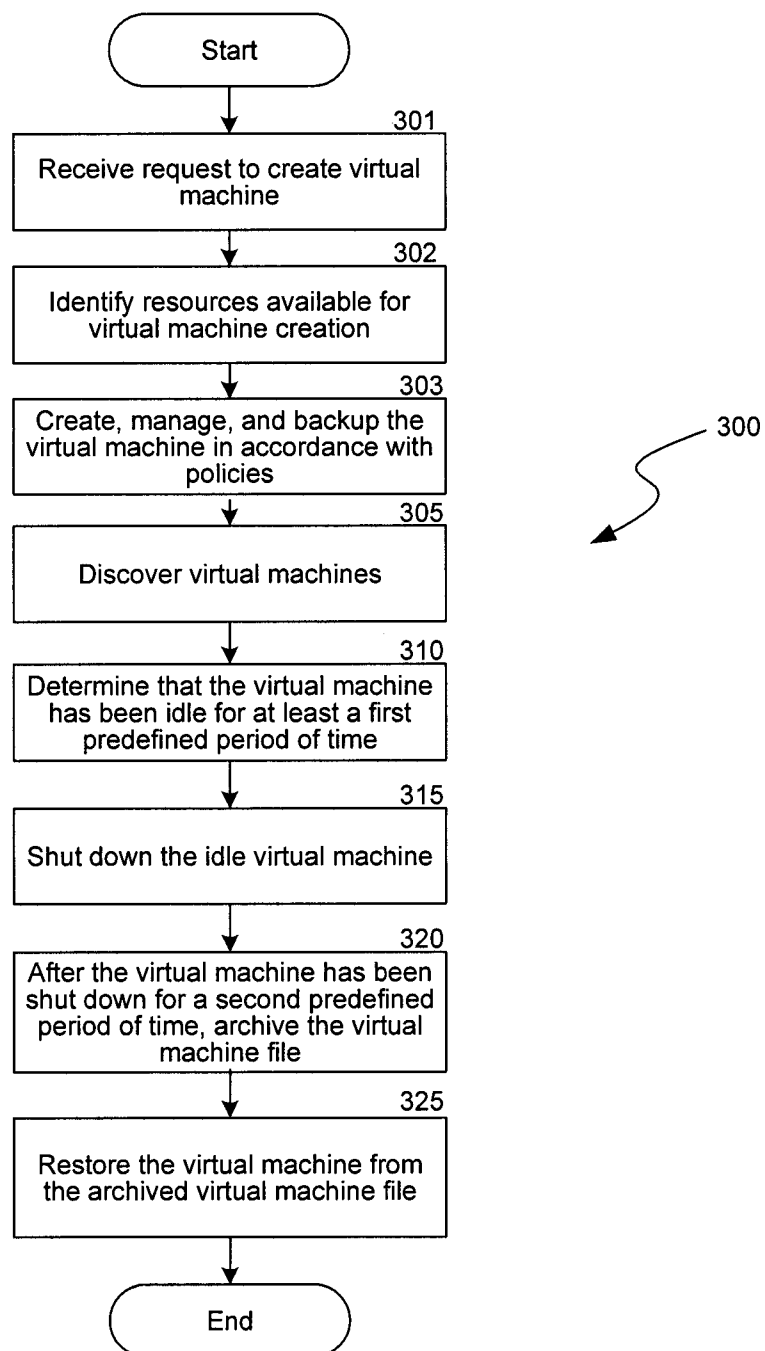 Start
301
Receive request to create virtual
machine
302
Identify resources available for
virtual machine creation
303
Create, manage, and backup the
virtual machine in accordance with
policies
300
305
Discover virtual machines
310
Determine that the virtual machine
has been idle for at least a first
predefined period of time
315
Shut down the idle virtual machine
320
After the virtual machine has been
shut down for a second predefined
period of time, archive the virtual
machine file
325
Restore the virtual machine from
the archived virtual machine file
End